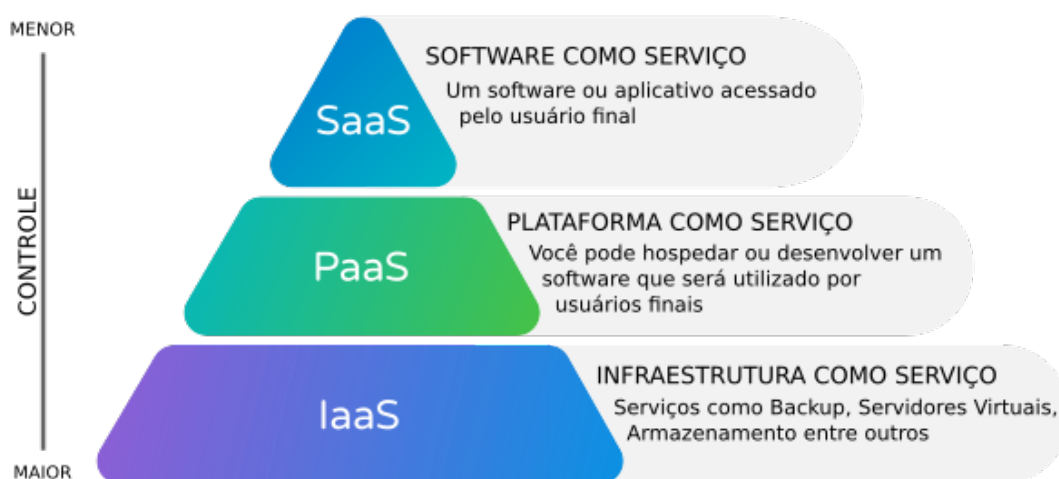 MENOR
SOFTWARE COMO SERVIÇO
Um software ou aplicativo acessado
pelo usuário final
SaaS
CONTROLE
PLATAFORMA COMO SERVIÇO
Você pode hospedar ou desenvolver um
software que será utilizado por
usuários finais
PaaS
INFRAESTRUTURA COMO SERVIÇO
Serviços como Backup, Servidores Virtuais,
Armazenamento entre outros
IaaS
MAIOR